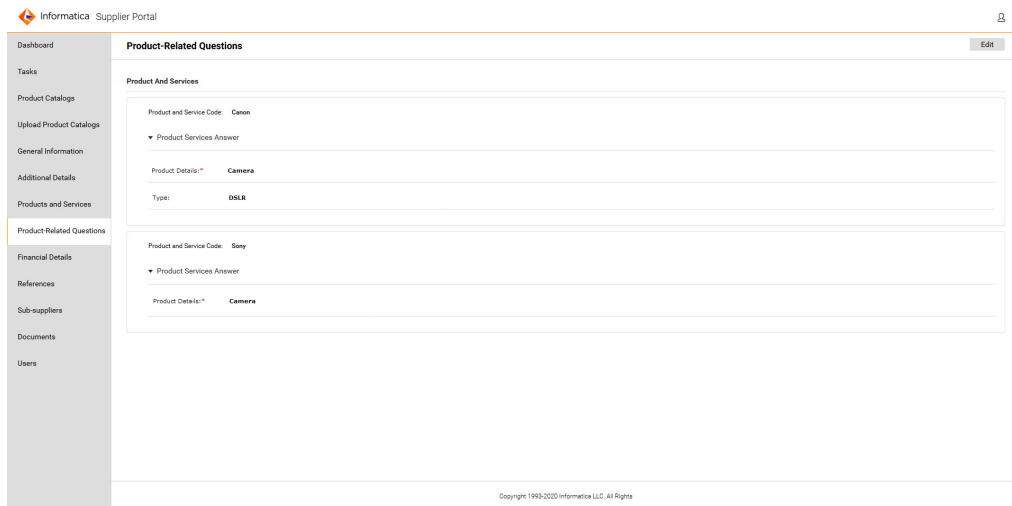 Informatica Supplier Portal
Dashboard
Tasks
Product Catalogs
Upload Product Catalogs
General Information
Additional Details
Products and Services
Product-Related Questions
Financial Details
References
Sub-suppliers
Documents
Users
Product-Related Questions
Edit
Product And Services
Product and Service Code: Canon
Product Services Answer
Product Details:* Camera
Type: DSLR
Product and Service Code: Sony
Product Services Answer
Product Details:* Camera
Copyright 1993-2020 Informatica LLC. All Rights